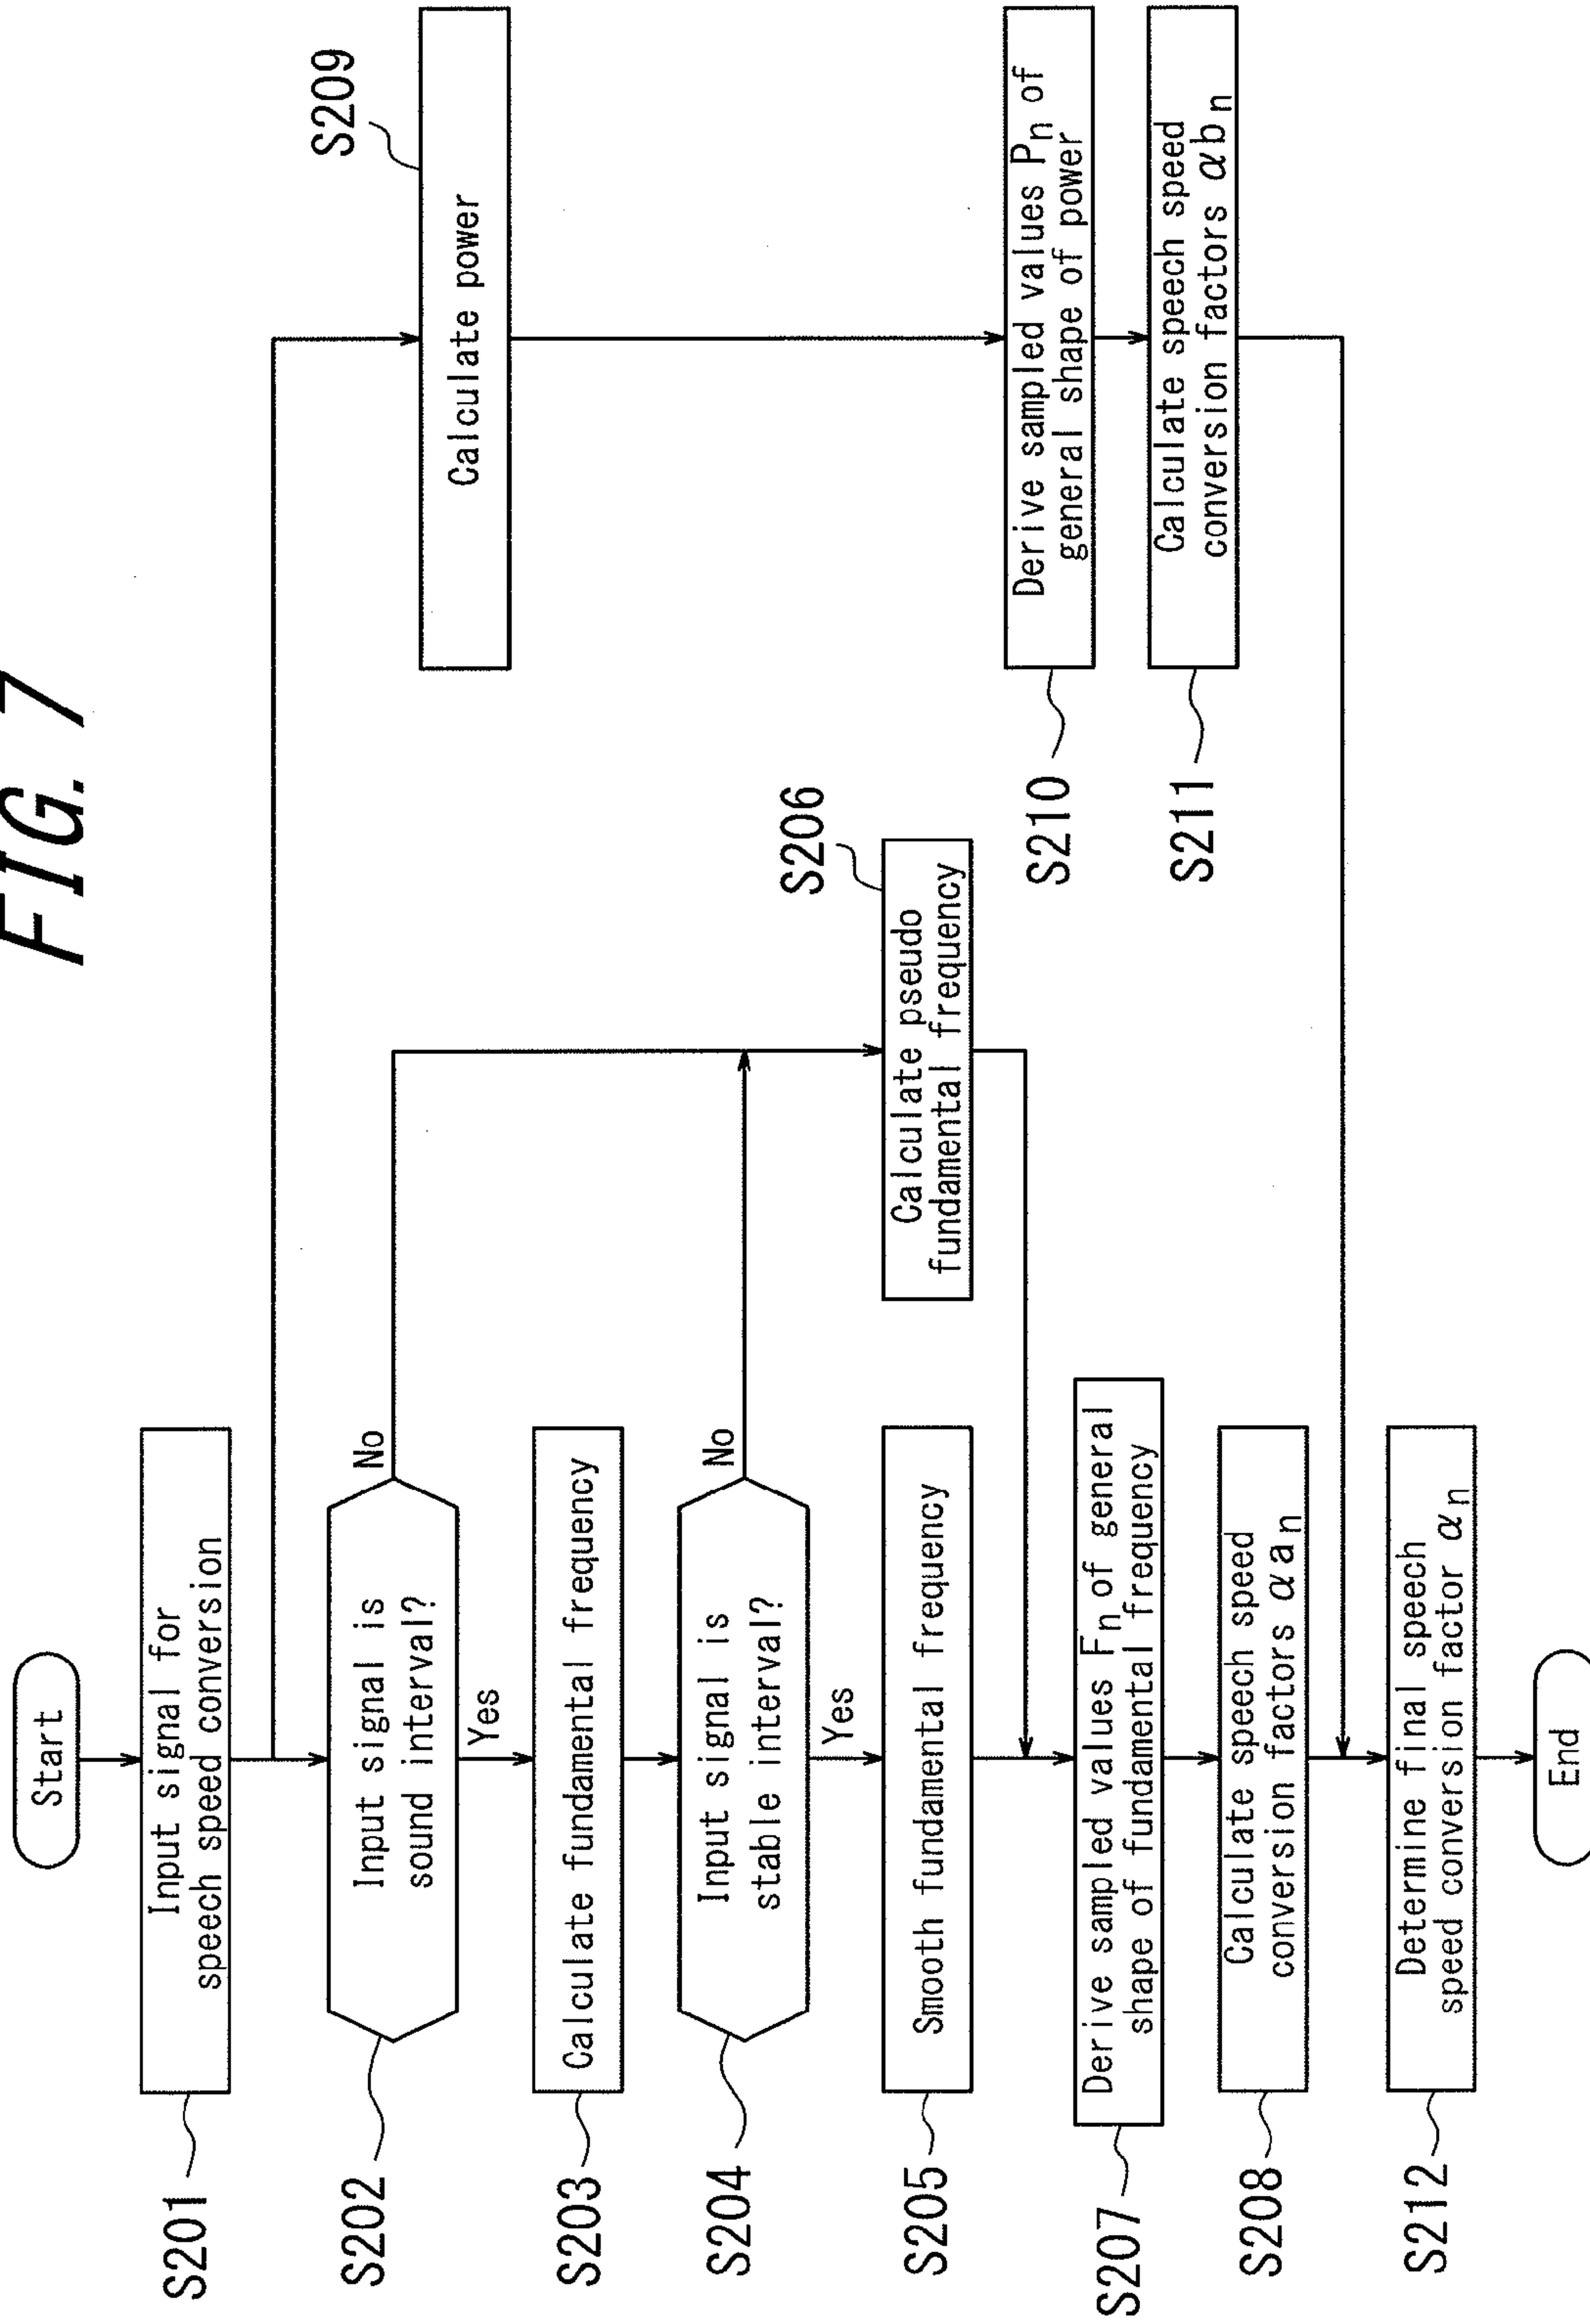 FIG. 7
Start
S201
Input signal for
speech speed conversion
S202
Input signal is
sound interval?
No
Yes
S203
Calculate fundamental frequency
S204
Input signal is
stable interval?
No
Yes
S205
Smooth fundamental frequency
S206
Calculate pseudo
fundamental frequency
S207
Derive sampled values Fn of general
shape of fundamental frequency
S208
Calculate speech speed
conversion factors αan
S209
Calculate power
S210
Derive sampled values Pn of
general shape of power
S211
Calculate speech speed
conversion factors αbn
S212
Determine final speech
speed conversion factor αn
End